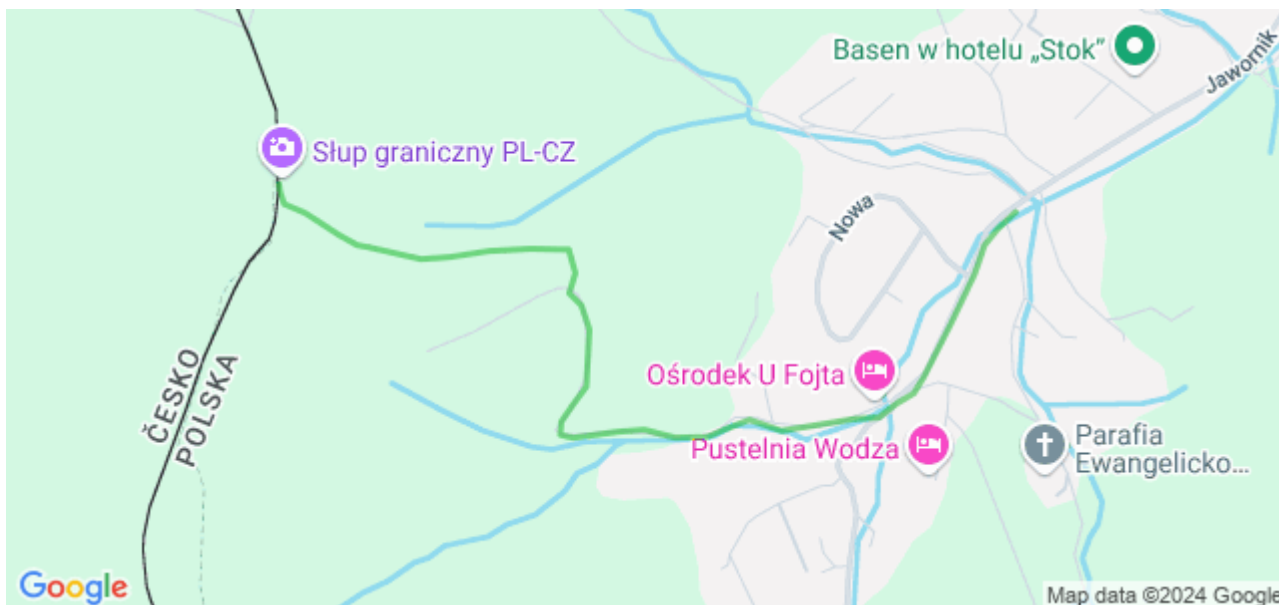 Basen w hotelu „Stok”
Jawornik
Słup graniczny PL-CZ
Nowa
ČESKO
POLSKA
Ośrodek U Fojta
Pustelnia Wodza
Parafia
Ewangelicko...
Google
Map data ©2024 Google